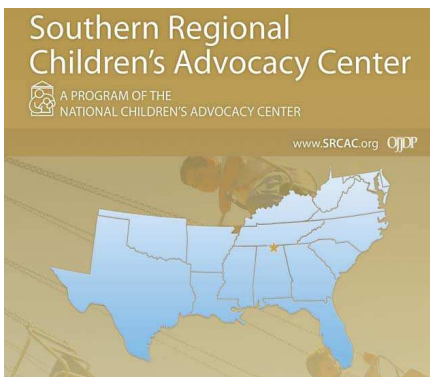 Southern Regional
Children's Advocacy Center
A PROGRAM OF THE
NATIONAL CHILDREN'S ADVOCACY CENTER
www.SRCAC.org OJJDP